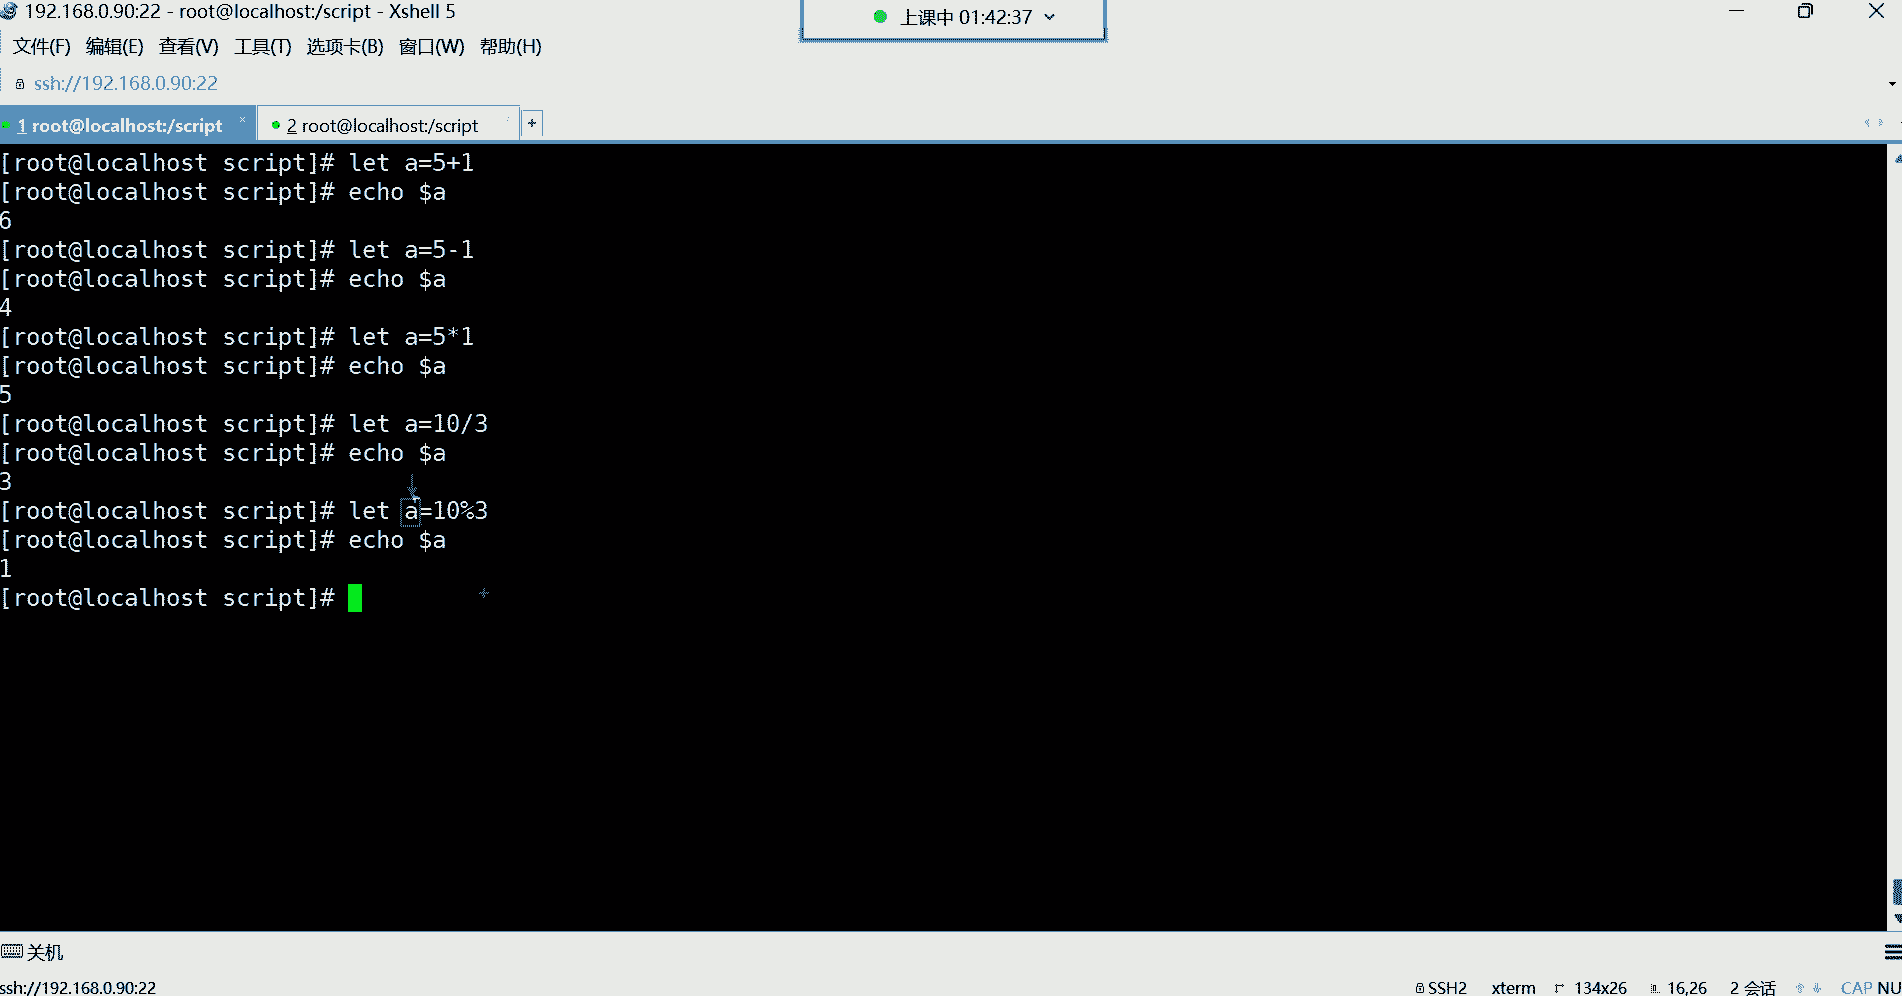 192.168.0.90:22 - root@localhost:/script - Xshell 5
上课中 01:42:37
文件(F) 编辑(E) 查看(V) 工具(T) 选项卡(B) 窗口(W) 帮助(H)
ssh://192.168.0.90:22
1 root@localhost:/script 2 root@localhost:/script
[root@localhost script]# let a=5+1
[root@localhost script]# echo $a
6
[root@localhost script]# let a=5-1
[root@localhost script]# echo $a
4
[root@localhost script]# let a=5*1
[root@localhost script]# echo $a
5
[root@localhost script]# let a=10/3
[root@localhost script]# echo $a
3
[root@localhost script]# let a=10%3
[root@localhost script]# echo $a
1
[root@localhost script]#
关机
ssh://192.168.0.90:22 SSH2 xterm 134x26 16,26 2 会话 CAP NU